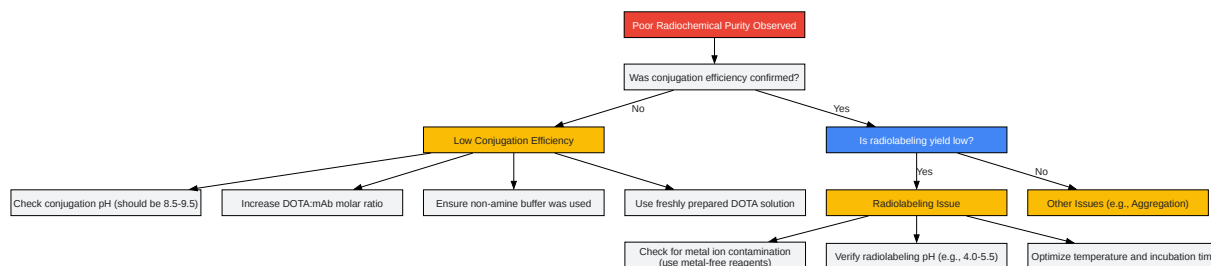 Poor Radiochemical Purity Observed
Was conjugation efficiency confirmed?
No
Yes
Low Conjugation Efficiency
Is radiolabeling yield low?
Yes
No
Check conjugation pH (should be 8.5-9.5)
Increase DOTA:mAb molar ratio
Ensure non-amine buffer was used
Use freshly prepared DOTA solution
Radiolabeling Issue
Other Issues (e.g., Aggregation)
Check for metal ion contamination
(use metal-free reagents)
Verify radiolabeling pH (e.g., 4.0-5.5)
Optimize temperature and incubation tim